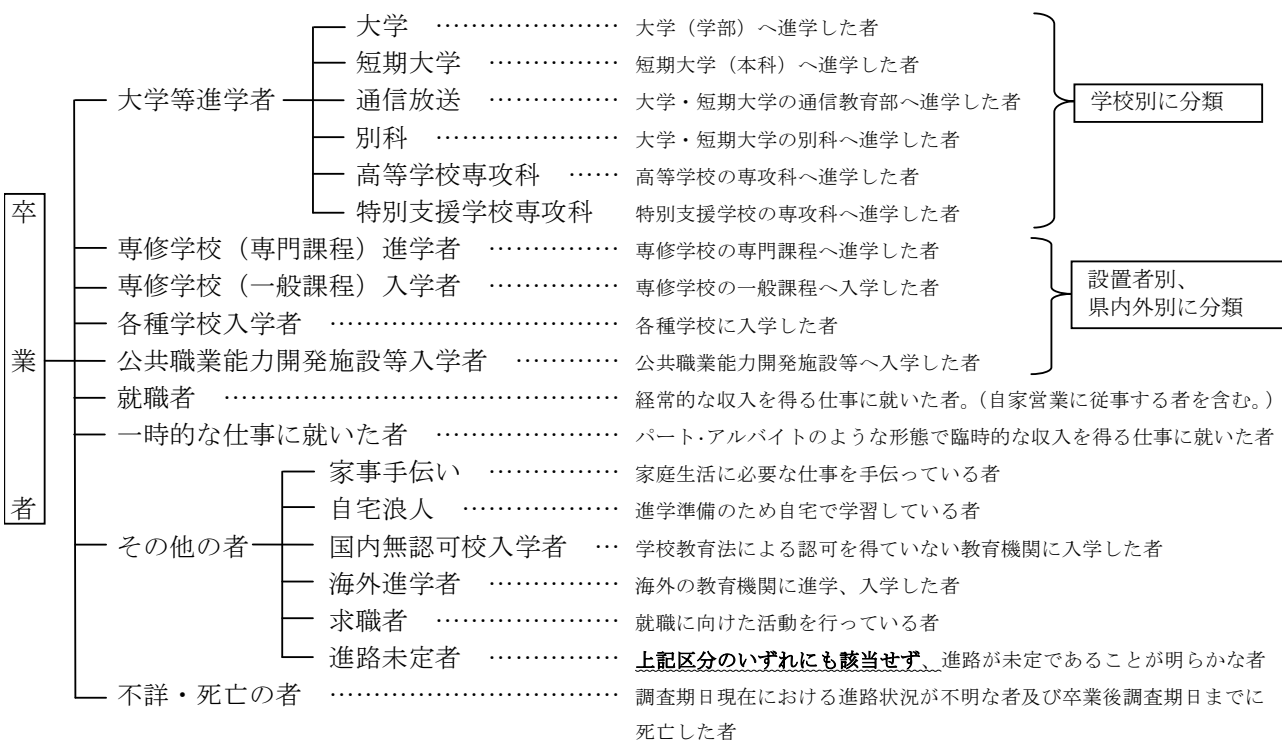 大学 ……………… 大学（学部）へ進学した者
短期大学 …………… 短期大学（本科）へ進学した者
大学等進学者 通信放送 …………… 大学・短期大学の通信教育部へ進学した者 学校別に分類
別科 ……………… 大学・短期大学の別科へ進学した者
高等学校専攻科 …… 高等学校の専攻科へ進学した者
特別支援学校専攻科 特別支援学校の専攻科へ進学した者
専修学校（専門課程）進学者 …………… 専修学校の専門課程へ進学した者
専修学校（一般課程）入学者 …………… 専修学校の一般課程へ入学した者 設置者別、
県内外別に分類
各種学校入学者 …………………………… 各種学校に入学した者
公共職業能力開発施設等入学者 ………… 公共職業能力開発施設等へ入学した者
卒業者
就職者 ……………………………………… 経常的な収入を得る仕事に就いた者。（自家営業に従事する者を含む。）
一時的な仕事に就いた者 ………………… パート・アルバイトのような形態で臨時的な収入を得る仕事に就いた者
家事手伝い …………… 家庭生活に必要な仕事を手伝っている者
自宅浪人 ……………… 進学準備のため自宅で学習している者
その他の者 国内無認可校入学者 … 学校教育法による認可を得ていない教育機関に入学した者
海外進学者 …………… 海外の教育機関に進学、入学した者
求職者 ………………… 就職に向けた活動を行っている者
進路未定者 …………… 上記区分のいずれにも該当せず、進路が未定であることが明らかな者
不詳・死亡の者 …………………………… 調査期日現在における進路状況が不明な者及び卒業後調査期日までに
死亡した者